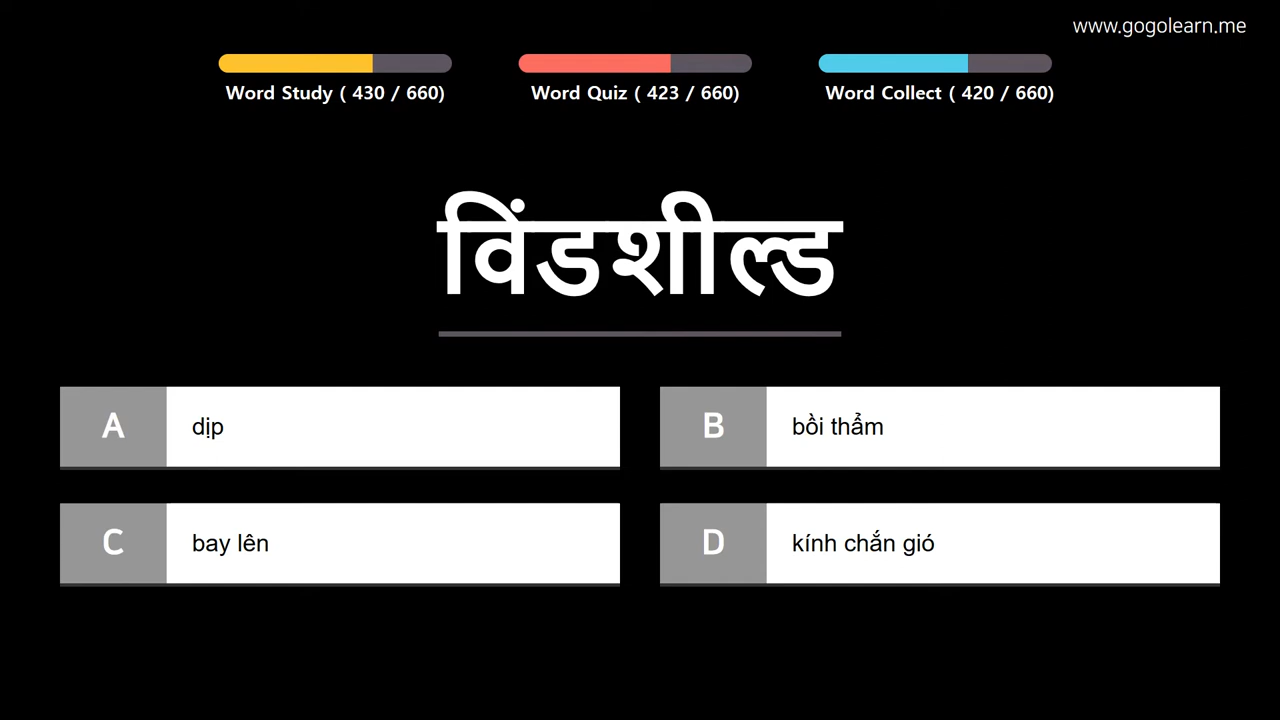 www.gogolearn.me
Word Study ( 430 / 660)
Word Quiz ( 423 / 660)
Word Collect ( 420 / 660)
विंडशील्ड
A dịp
B bồi thẩm
C bay lên
D kính chắn gió